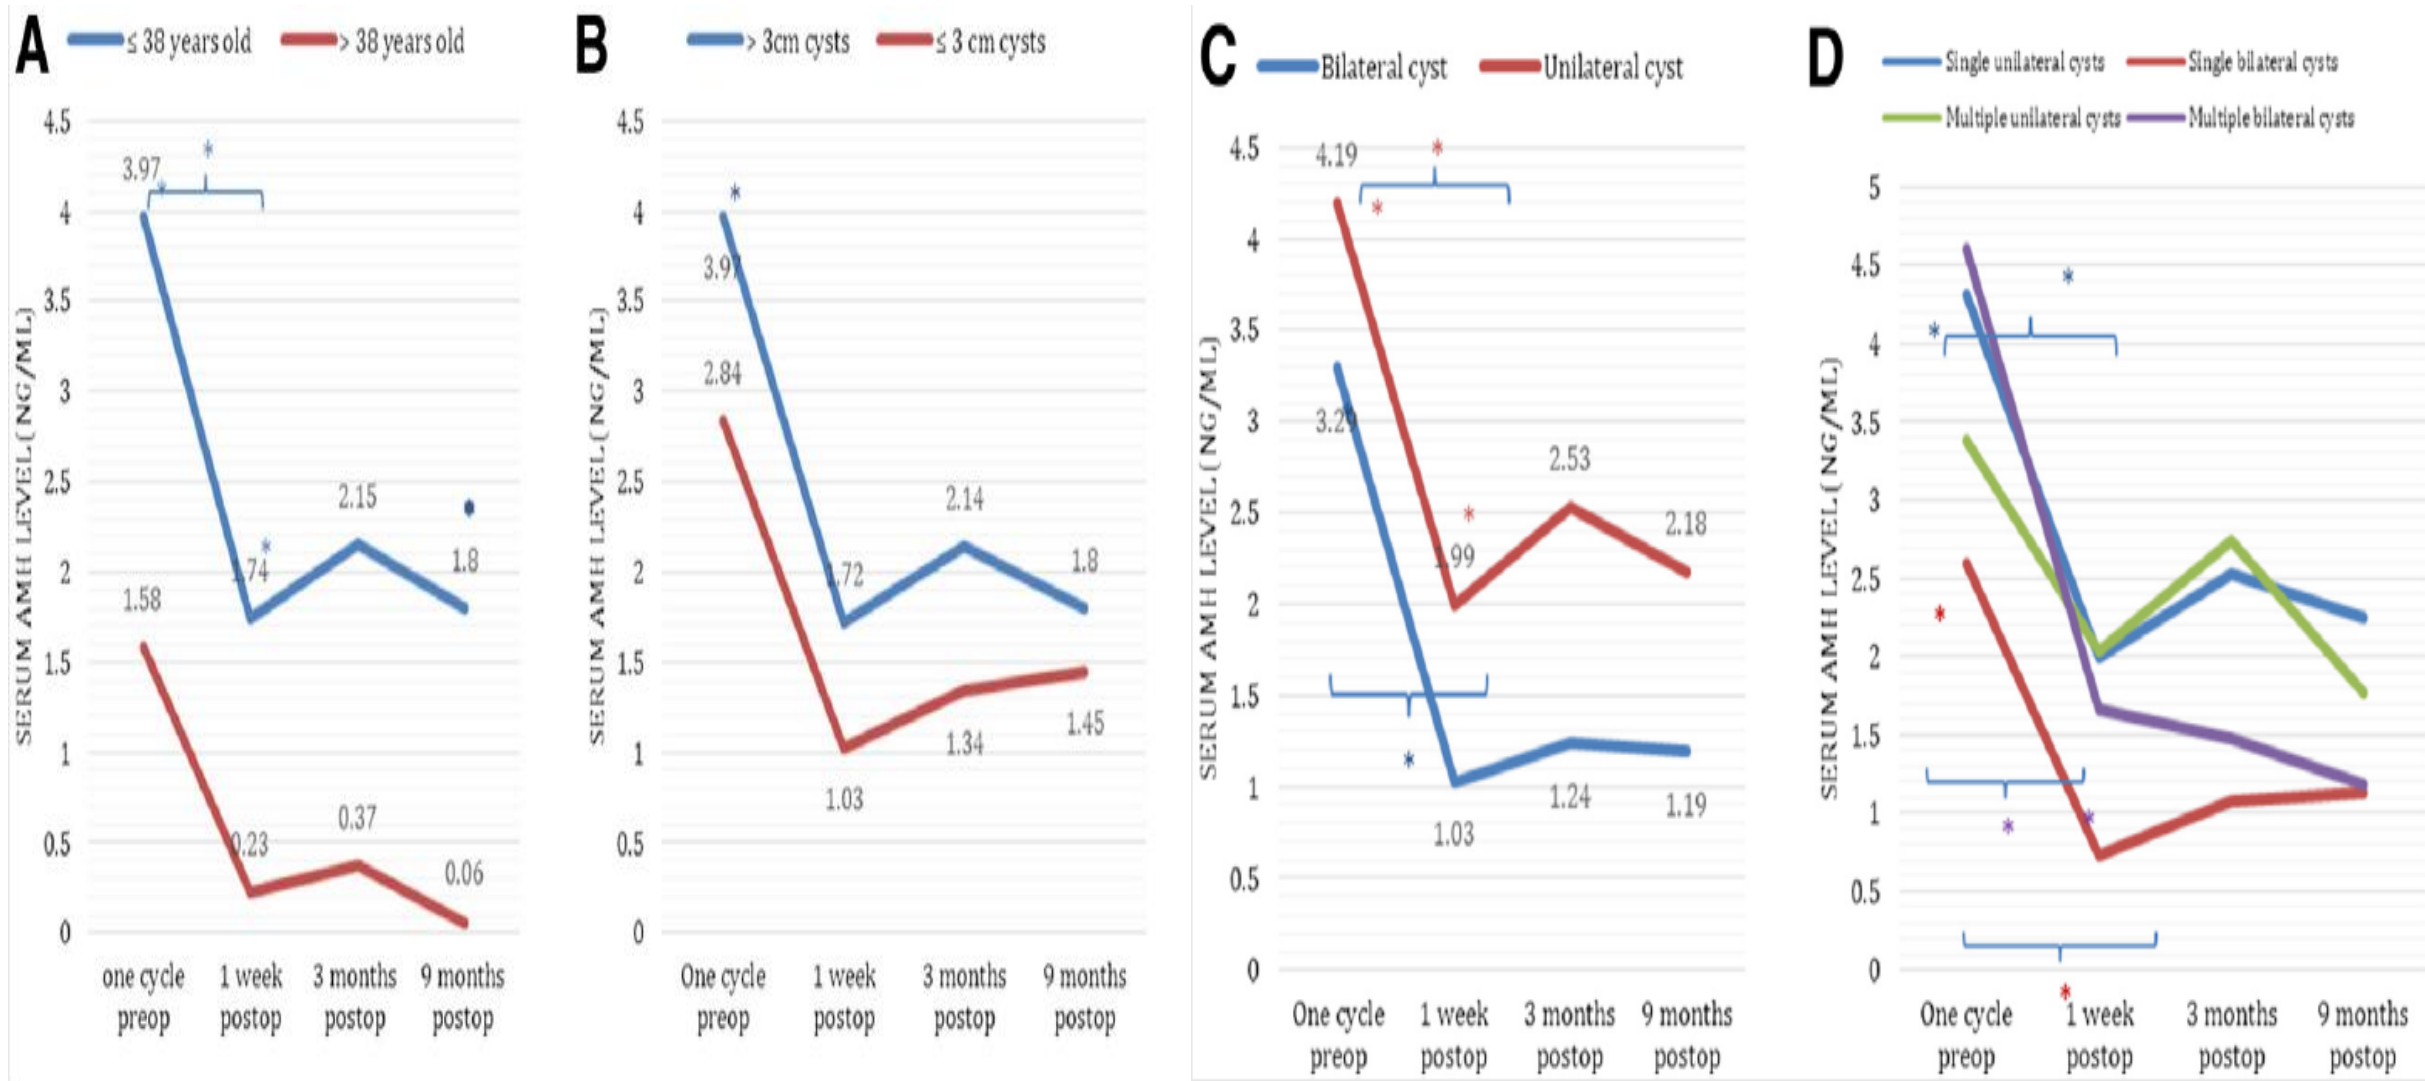 A
≤ 38 years old > 38 years old
SERUM AMH LEVEL(NG/ML)
4.5
4
3.5
3
2.5
2
1.5
1
0.5
0
3.97
*
*
*
1.74
2.15
1.8
1.58
0.23
0.37
0.06
one cycle preop
1 week postop
3 months postop
9 months postop
B
> 3cm cysts ≤ 3 cm cysts
SERUM AMH LEVEL(NG/ML)
4.5
4
3.5
3
2.5
2
1.5
1
0.5
0
*
3.97
2.84
1.72
2.14
1.8
1.03
1.34
1.45
One cycle preop
1 week postop
3 months postop
9 months postop
C
Bilateral cyst Unilateral cyst
SERUM AMH LEVEL(NG/ML)
4.5
4
3.5
3
2.5
2
1.5
1
0.5
0
4.19
*
*
*
3.29
1.99
2.53
2.18
*
1.03
1.24
1.19
One cycle preop
1 week postop
3 months postop
9 months postop
D
Single unilateral cysts Single bilateral cysts
Multiple unilateral cysts Multiple bilateral cysts
SERUM AMH LEVEL(NG/ML)
5
4.5
4
3.5
3
2.5
2
1.5
1
0.5
0
*
*
*
*
*
*
One cycle preop
1 week postop
3 months postop
9 months postop